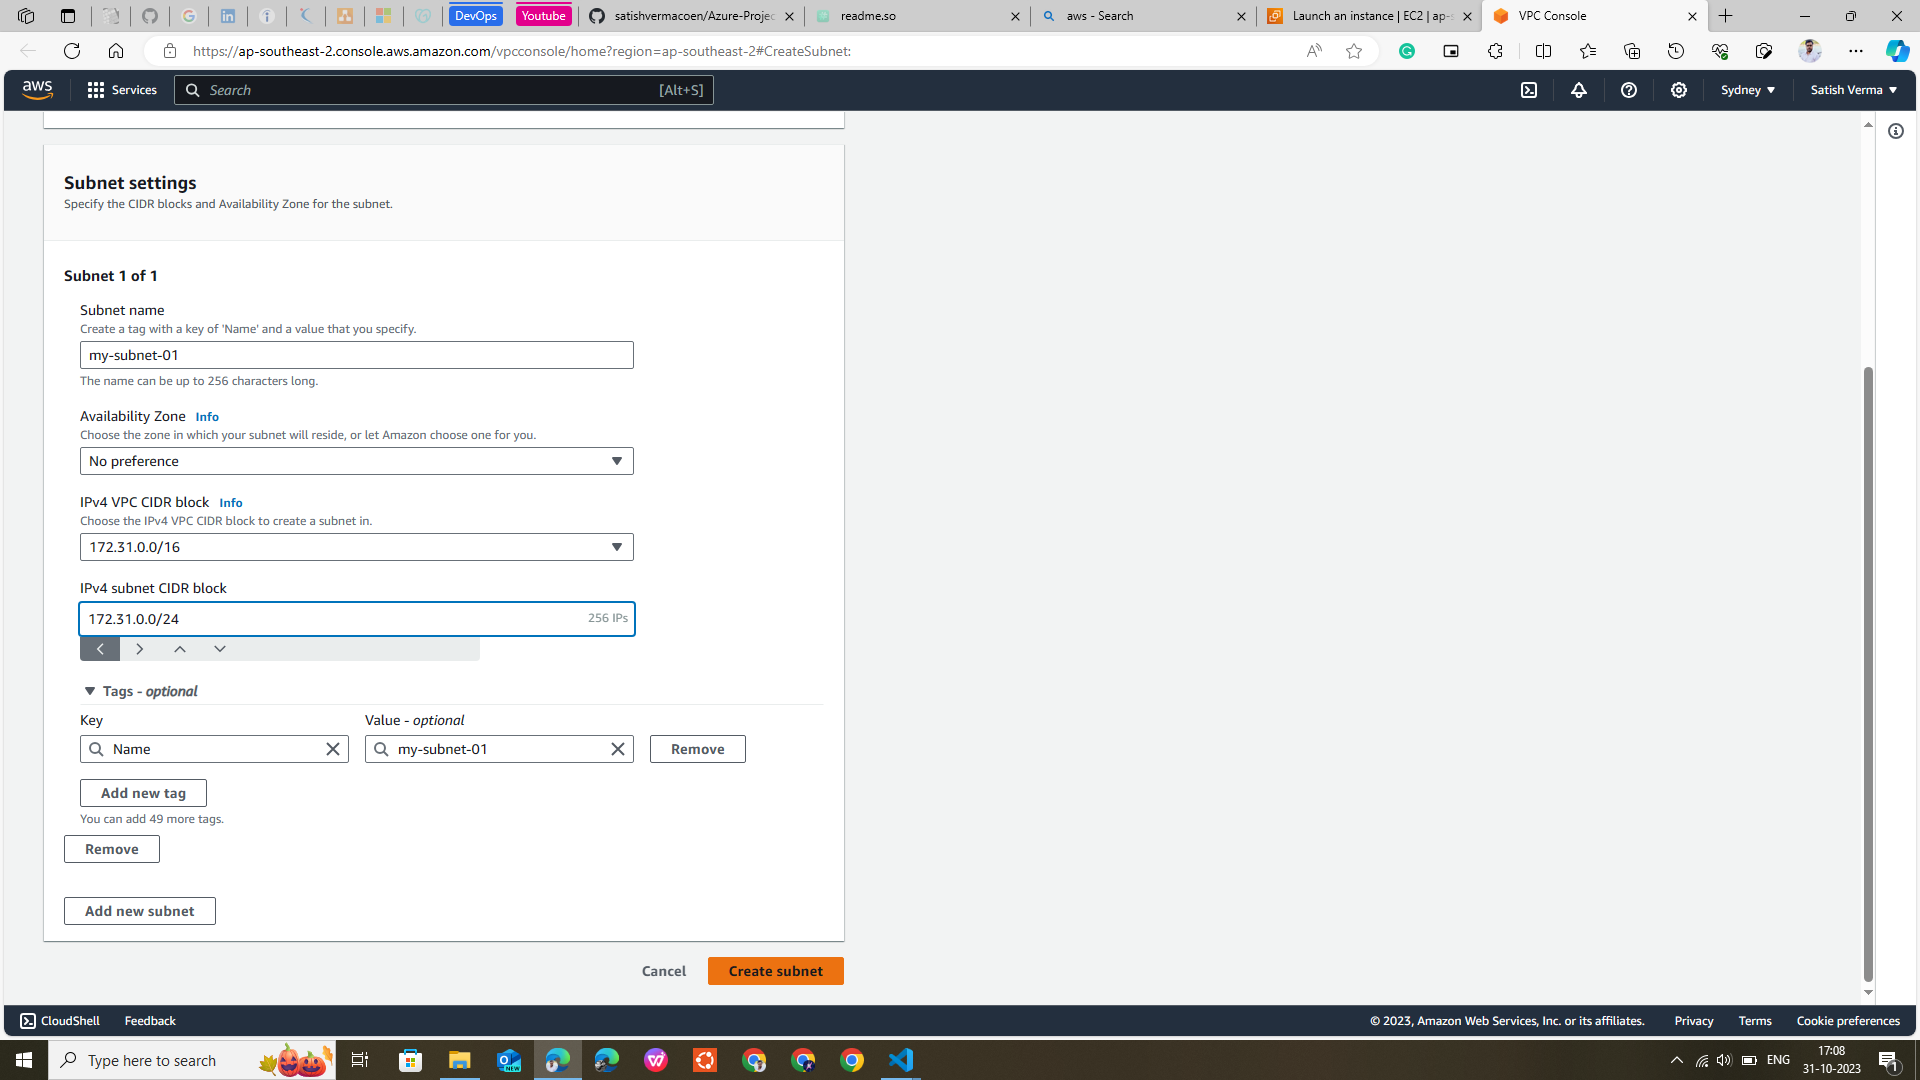 DevOps
Youtube
satishvermacoen/Azure-Projec
readme.so
aws - Search
Launch an instance | EC2 | ap-s
VPC Console
https://ap-southeast-2.console.aws.amazon.com/vpcconsole/home?region=ap-southeast-2#CreateSubnet:
aws
Services
Search
[Alt+S]
Sydney
Satish Verma
Subnet settings
Specify the CIDR blocks and Availability Zone for the subnet.
Subnet 1 of 1
Subnet name
Create a tag with a key of 'Name' and a value that you specify.
my-subnet-01
The name can be up to 256 characters long.
Availability Zone Info
Choose the zone in which your subnet will reside, or let Amazon choose one for you.
No preference
IPv4 VPC CIDR block Info
Choose the IPv4 VPC CIDR block to create a subnet in.
172.31.0.0/16
IPv4 subnet CIDR block
172.31.0.0/24
256 IPs
Tags - optional
Key
Value - optional
Name
my-subnet-01
Remove
Add new tag
You can add 49 more tags.
Remove
Add new subnet
Cancel
Create subnet
CloudShell
Feedback
© 2023, Amazon Web Services, Inc. or its affiliates.
Privacy
Terms
Cookie preferences
Type here to search
NEW
ENG
17:08
31-10-2023
1